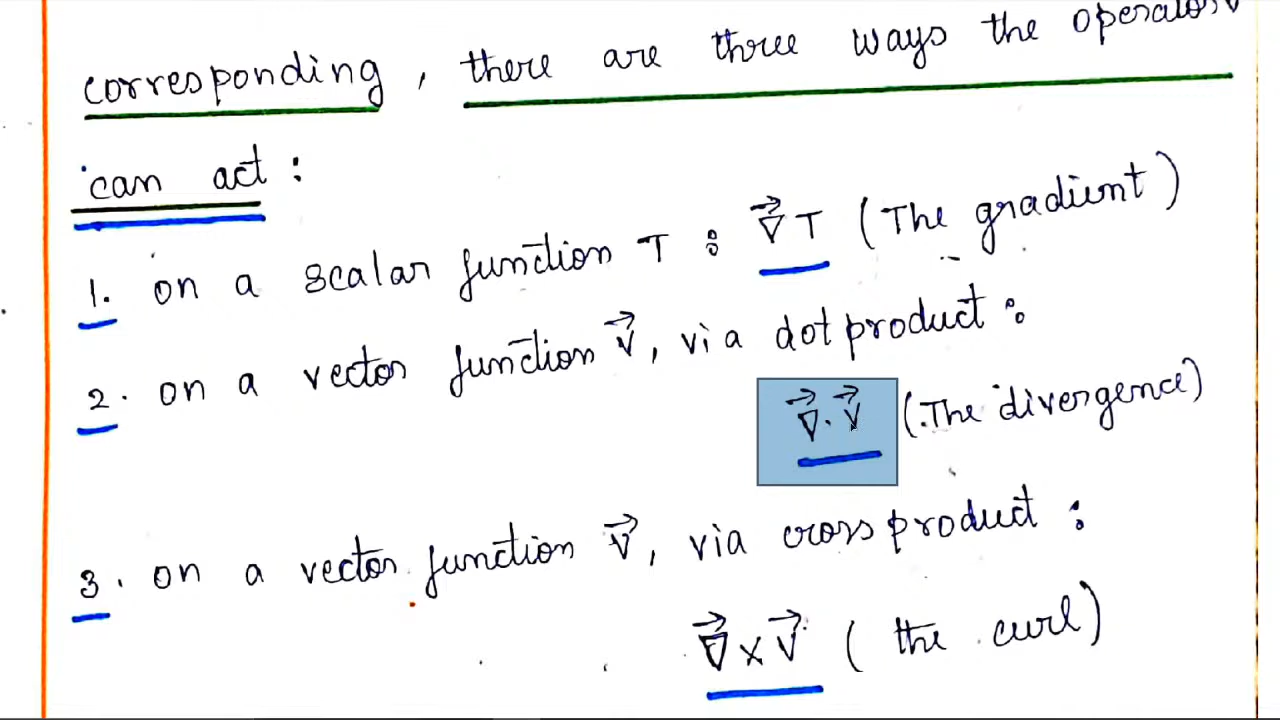 corresponding, there are three ways the operator ∇
can act :
1. on a scalar function T : ∇⃗T (The gradient)
2. on a vector function V⃗, via dot product :
∇⃗·V⃗ (The divergence)
3. on a vector function V⃗, via cross product :
∇⃗×V⃗ (the curl)